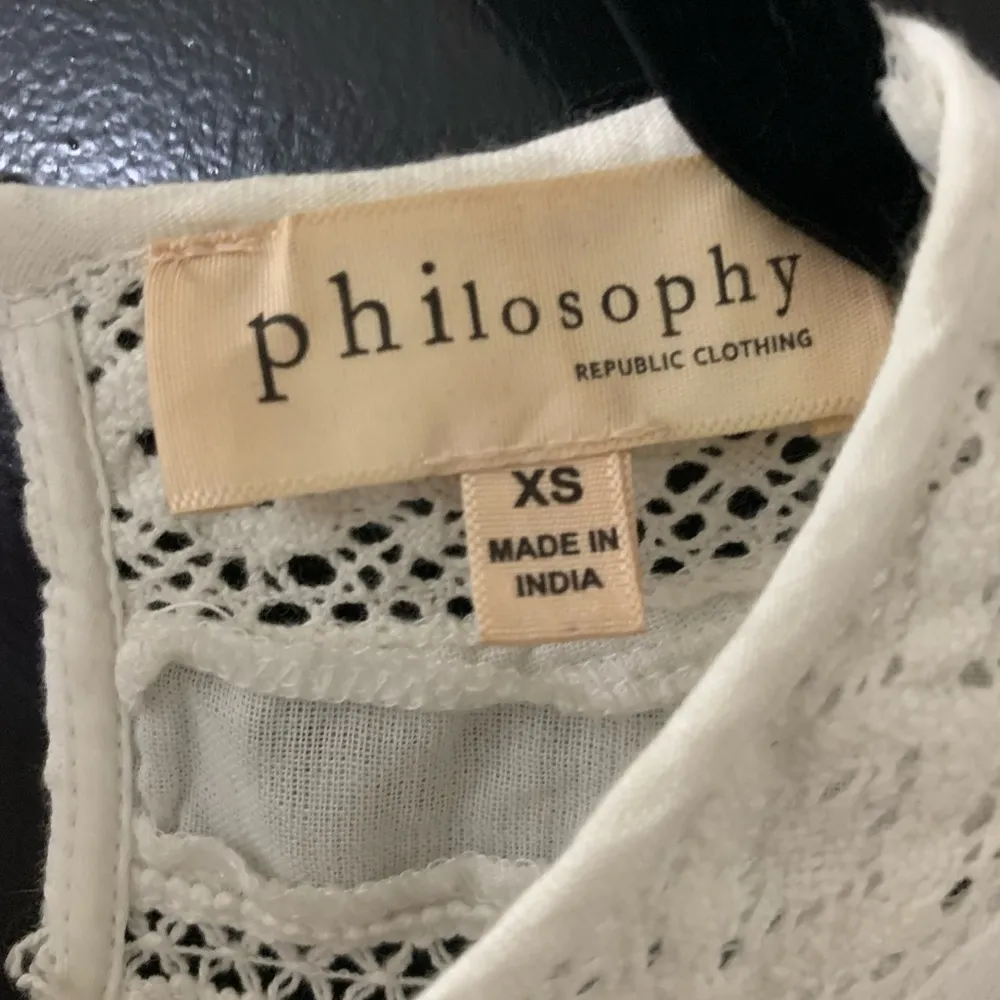 philosophy
REPUBLIC CLOTHING
XS
MADE IN
INDIA